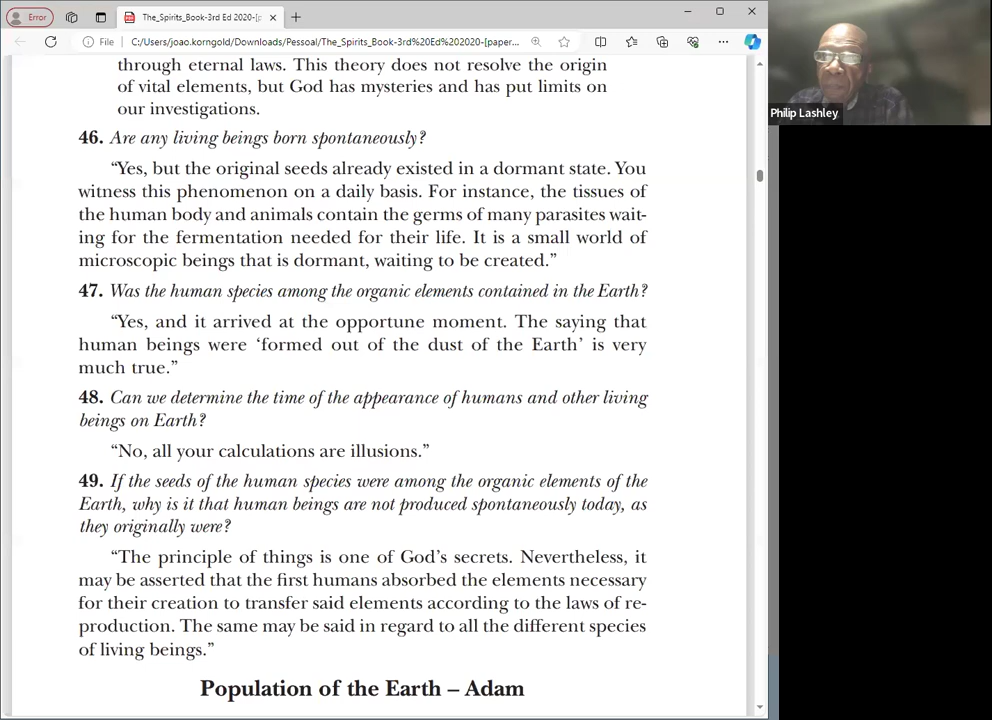 Error
The_Spirits_Book-3rd Ed 2020-[p
File
C:/Users/joao.korngold/Downloads/Pessoal/The_Spirits_Book-3rd%20Ed%202020-[paper...
Philip Lashley
through eternal laws. This theory does not resolve the origin
of vital elements, but God has mysteries and has put limits on
our investigations.
46. Are any living beings born spontaneously?
“Yes, but the original seeds already existed in a dormant state. You
witness this phenomenon on a daily basis. For instance, the tissues of
the human body and animals contain the germs of many parasites wait-
ing for the fermentation needed for their life. It is a small world of
microscopic beings that is dormant, waiting to be created.”
47. Was the human species among the organic elements contained in the Earth?
“Yes, and it arrived at the opportune moment. The saying that
human beings were ‘formed out of the dust of the Earth’ is very
much true.”
48. Can we determine the time of the appearance of humans and other living
beings on Earth?
“No, all your calculations are illusions.”
49. If the seeds of the human species were among the organic elements of the
Earth, why is it that human beings are not produced spontaneously today, as
they originally were?
“The principle of things is one of God’s secrets. Nevertheless, it
may be asserted that the first humans absorbed the elements necessary
for their creation to transfer said elements according to the laws of re-
production. The same may be said in regard to all the different species
of living beings.”
Population of the Earth – Adam